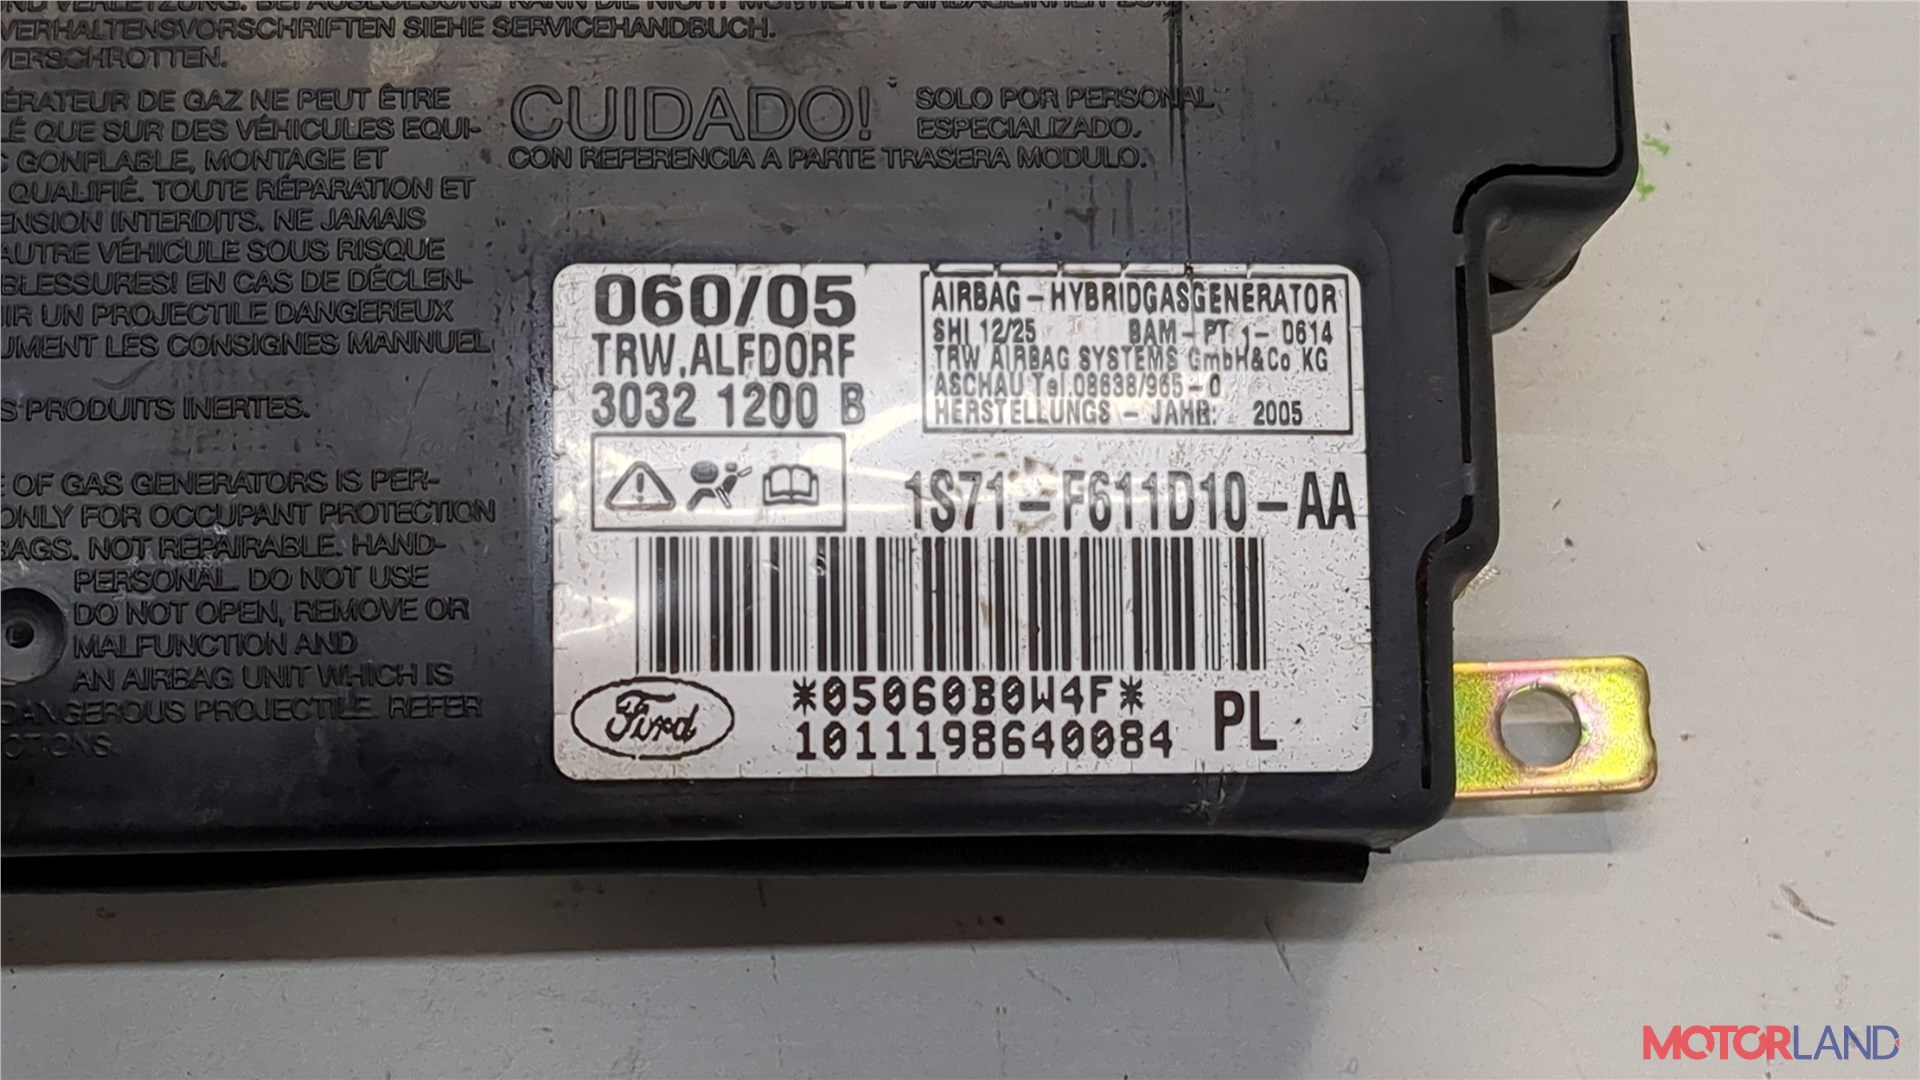 VERHALTENSVORSCHRIFTEN SIEHE SERVICEHANDBUCH.
VERSCHROTTEN.
ÉRATEUR DE GAZ NE PEUT ÊTRE
LÉ QUE SUR DES VÉHICULES EQUI-
GONFLABLE, MONTAGE ET
QUALIFIÉ. TOUTE RÉPARATION ET
ENSION INTERDITS. NE JAMAIS
AUTRE VÉHICULE SOUS RISQUE
BLESSURES! EN CAS DE DÉCLEN-
IR UN PROJECTILE DANGEREUX
UMENT LES CONSIGNES MANNUEL
S PRODUITS INERTES.
CUIDADO! SOLO POR PERSONAL
ESPECIALIZADO.
CON REFERENCIA A PARTE TRASERA MODULO.
E OF GAS GENERATORS IS PER-
ONLY FOR OCCUPANT PROTECTION
BAGS. NOT REPAIRABLE. HAND-
PERSONAL. DO NOT USE
DO NOT OPEN, REMOVE OR
MALFUNCTION AND
AN AIRBAG UNIT WHICH IS
DANGEROUS PROJECTILE. REFER
CTIONS.
060/05
TRW.ALFDORF
3032 1200 B
AIRBAG - HYBRIDGASGENERATOR
SHI 12/25 BAM - PT 1 - 0614
TRW AIRBAG SYSTEMS GmbH&Co KG
ASCHAU Tel.08638/965 - 0
HERSTELLUNGS - JAHR: 2005
1S71 - F611D10 - AA
Ford
*05060B0W4F*
1011198640084
PL
MOTORLAND